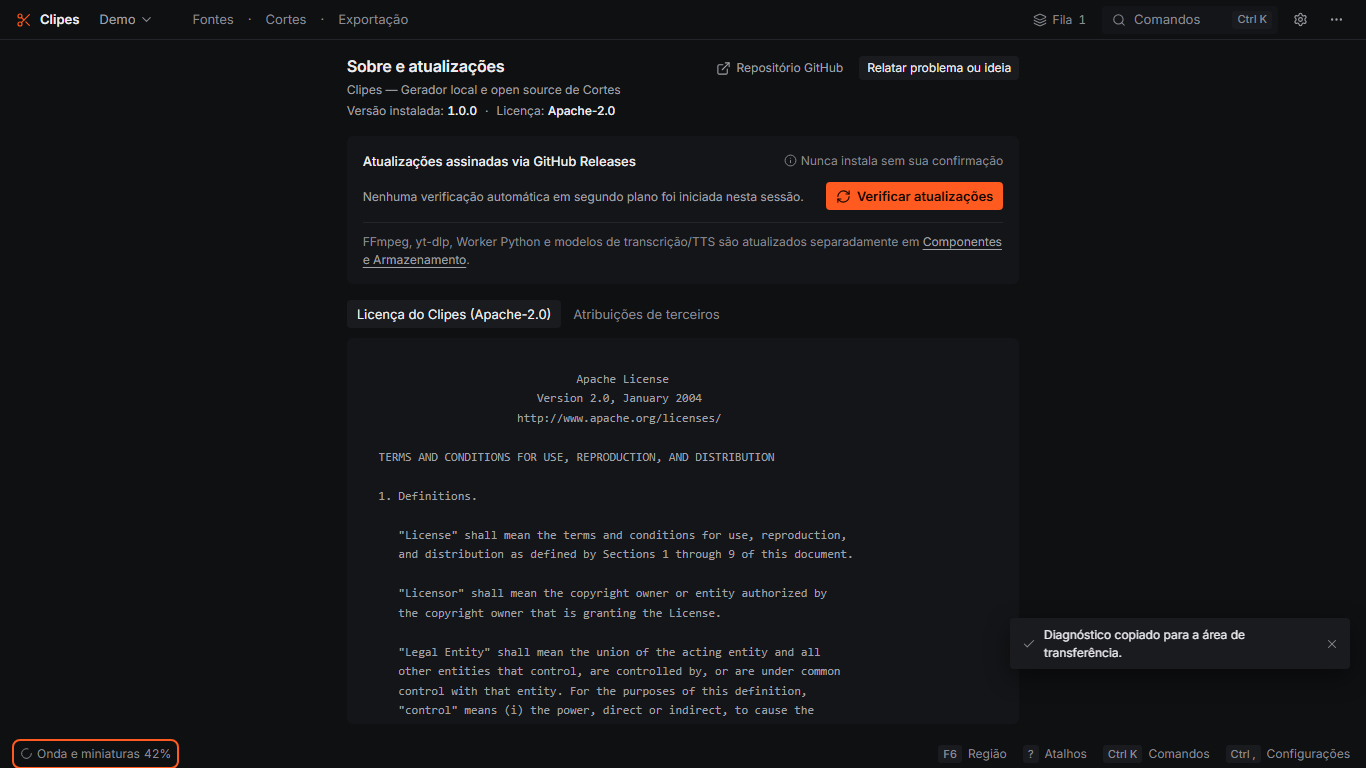 Clipes Demo Fontes · Cortes · Exportação Fila 1 Comandos Ctrl K
Sobre e atualizações
Repositório GitHub
Relatar problema ou ideia
Clipes — Gerador local e open source de Cortes
Versão instalada: 1.0.0 · Licença: Apache-2.0
Atualizações assinadas via GitHub Releases
Nunca instala sem sua confirmação
Nenhuma verificação automática em segundo plano foi iniciada nesta sessão.
Verificar atualizações
FFmpeg, yt-dlp, Worker Python e modelos de transcrição/TTS são atualizados separadamente em Componentes
e Armazenamento.
Licença do Clipes (Apache-2.0)
Atribuições de terceiros
Apache License
Version 2.0, January 2004
http://www.apache.org/licenses/
TERMS AND CONDITIONS FOR USE, REPRODUCTION, AND DISTRIBUTION
1. Definitions.
"License" shall mean the terms and conditions for use, reproduction,
and distribution as defined by Sections 1 through 9 of this document.
"Licensor" shall mean the copyright owner or entity authorized by
the copyright owner that is granting the License.
"Legal Entity" shall mean the union of the acting entity and all
other entities that control, are controlled by, or are under common
control with that entity. For the purposes of this definition,
"control" means (i) the power, direct or indirect, to cause the
Diagnóstico copiado para a área de
transferência.
Onda e miniaturas 42%
F6 Região ? Atalhos Ctrl K Comandos Ctrl , Configurações